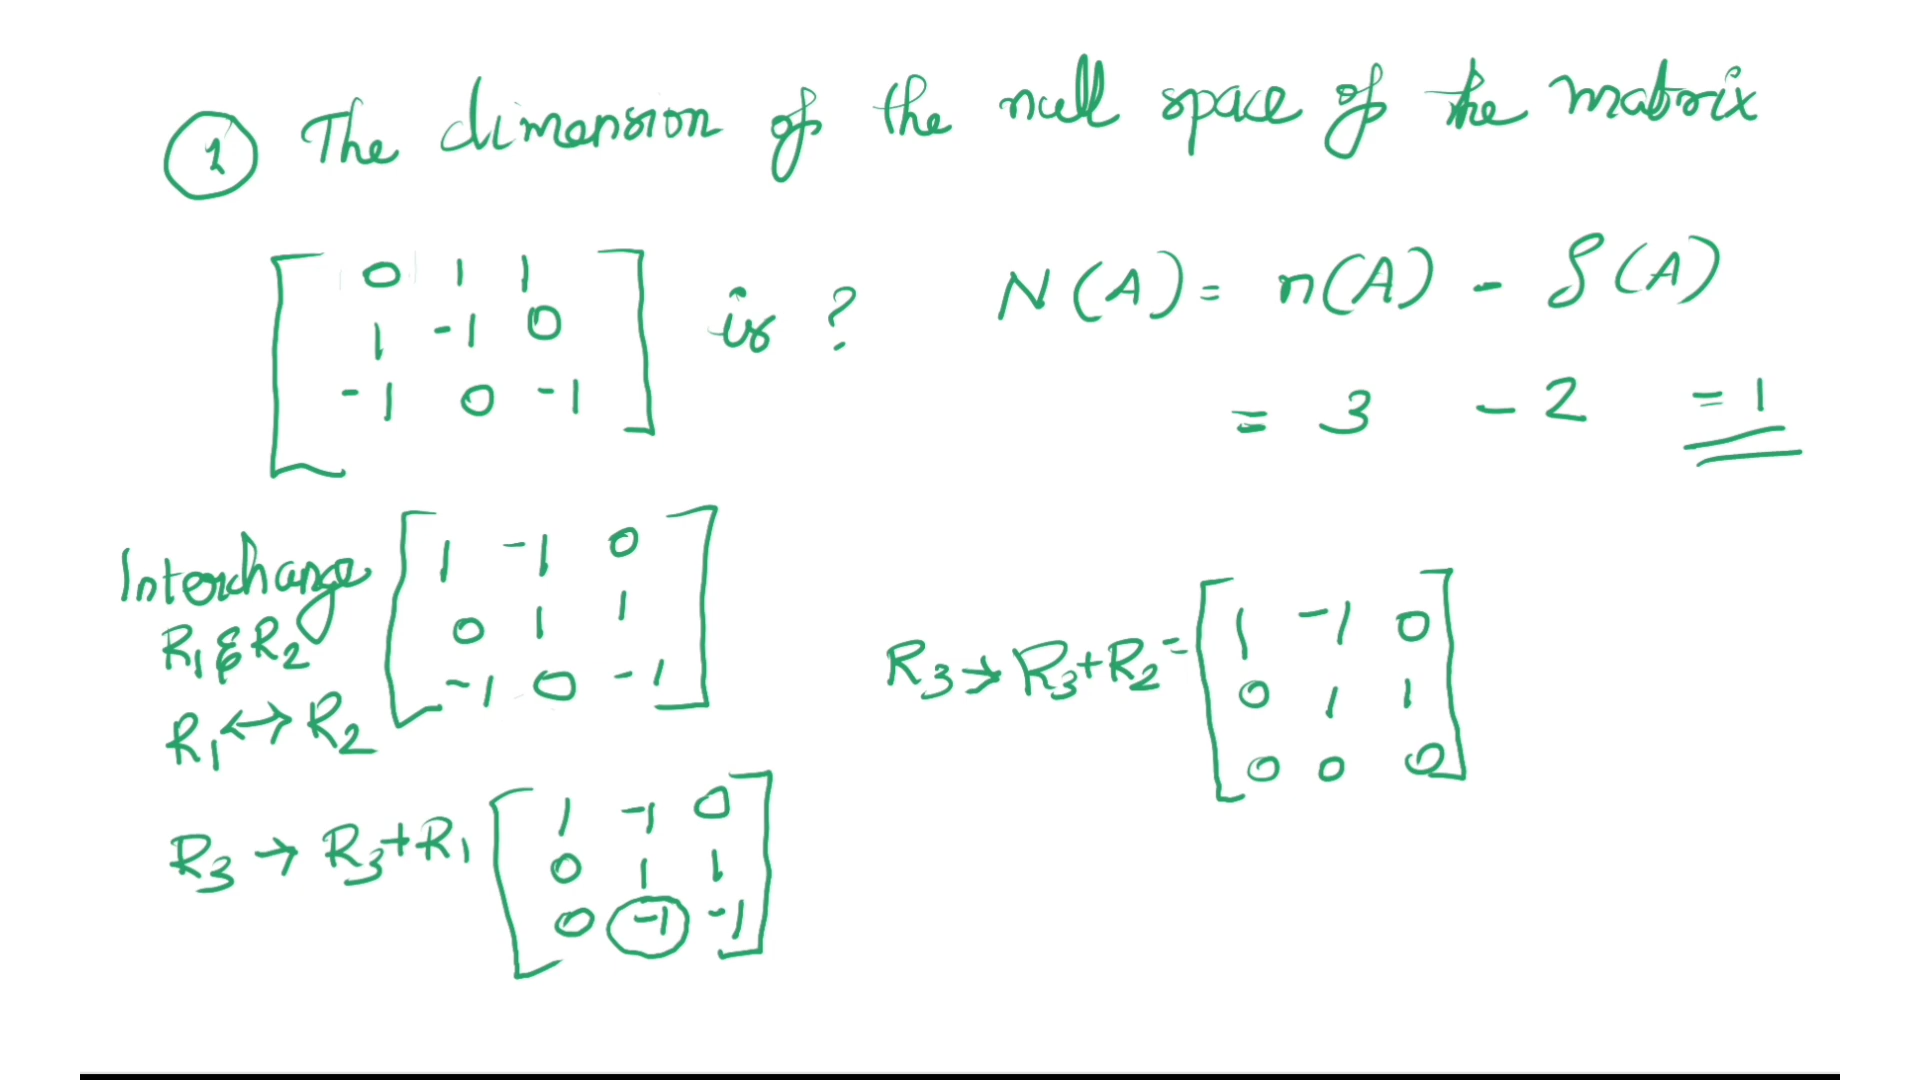 1 The dimension of the null space of the matrix
0 1 1
1 -1 0
-1 0 -1
is ?
N(A) = n(A) - ρ(A)
= 3 - 2 = 1
Interchange
R1 & R2
R1 ↔ R2
1 -1 0
0 1 1
-1 0 -1
R3 → R3+R1
1 -1 0
0 1 1
0 -1 -1
R3 → R3+R2 =
1 -1 0
0 1 1
0 0 0